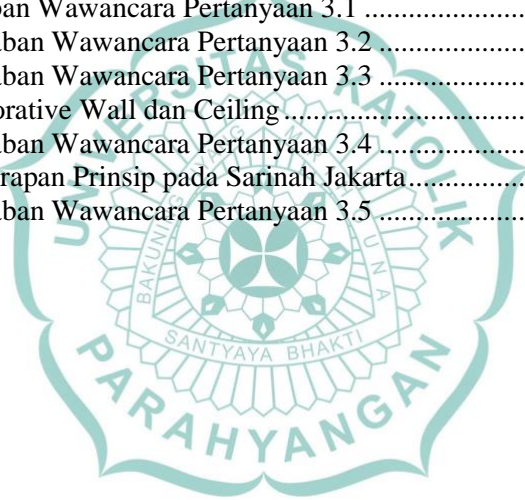 ban Wawancara Pertanyaan 3.1 ........................
aban Wawancara Pertanyaan 3.2 ........................
aban Wawancara Pertanyaan 3.3 ........................
orative Wall dan Ceiling ........................
aban Wawancara Pertanyaan 3.4 ........................
rapan Prinsip pada Sarinah Jakarta ........................
aban Wawancara Pertanyaan 3.5 ........................
UNIVERSITAS KATOLIK
PARAHYANGAN
BAKUNING
SANTYAYA BHAKTI